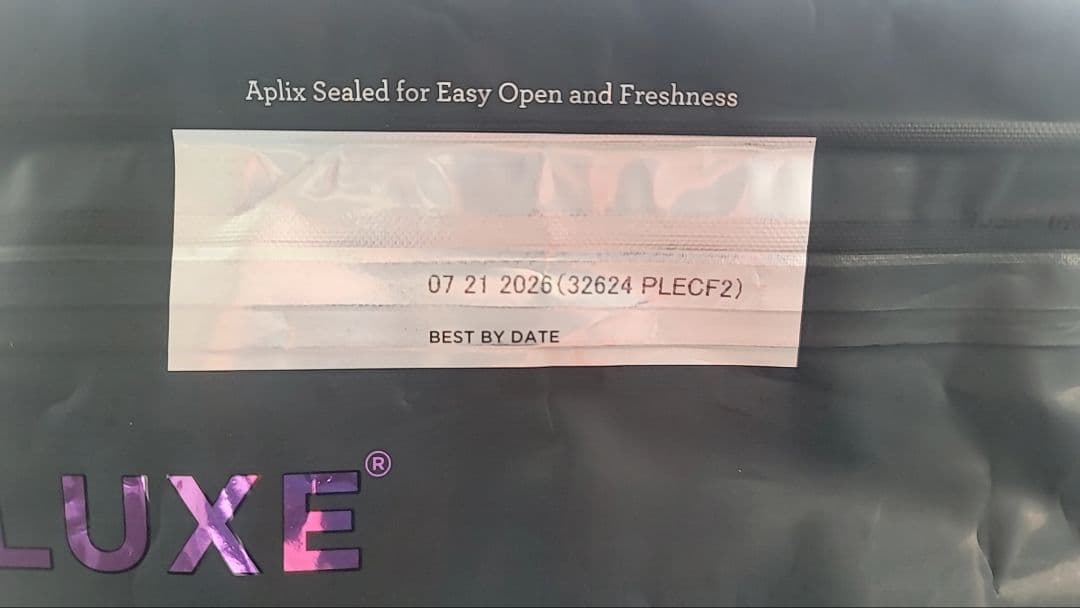 Aplix Sealed for Easy Open and Freshness
07 21 2026(32624 PLECF2)
BEST BY DATE
LUXE®